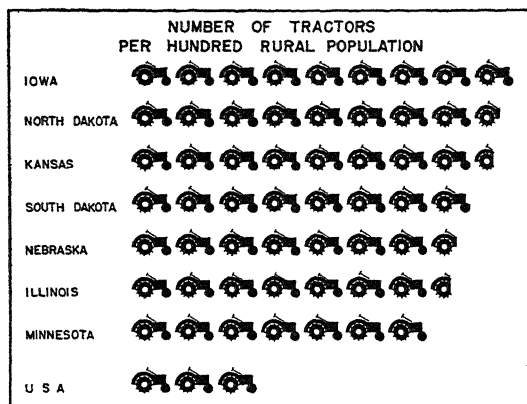 NUMBER OF TRACTORS
PER HUNDRED RURAL POPULATION
IOWA
NORTH DAKOTA
KANSAS
SOUTH DAKOTA
NEBRASKA
ILLINOIS
MINNESOTA
U S A